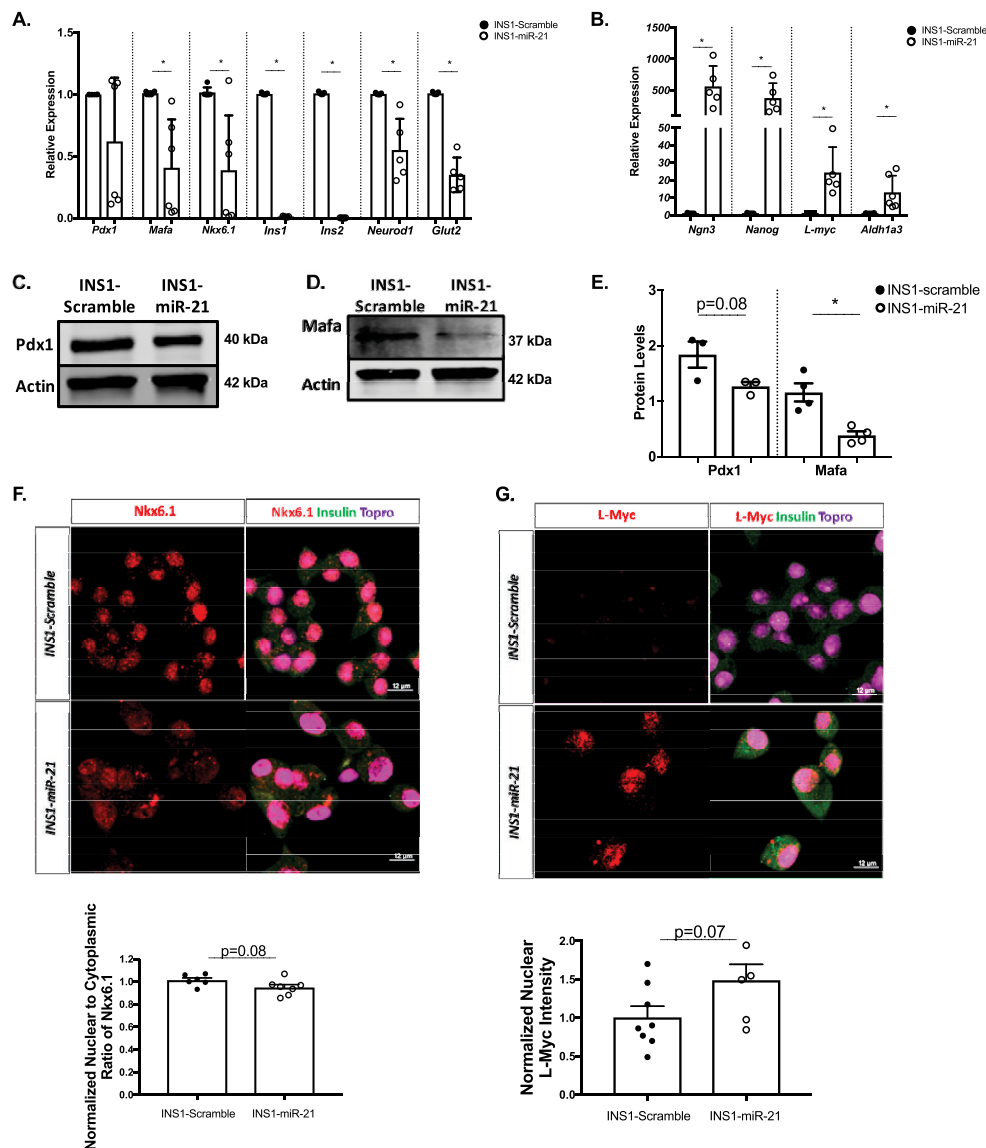 A.
INS1-Scramble
INS1-miR-21
Relative Expression
1.5
1.0
0.5
0.0
* * * * * *
Pdx1 Mafa Nkx6.1 Ins1 Ins2 Neurod1 Glut2
B.
INS1-Scramble
INS1-miR-21
Relative Expression
1500
1000
500
50
40
30
20
10
0
* * * *
Ngn3 Nanog L-myc Aldh1a3
C.
INS1-Scramble INS1-miR-21
Pdx1 40 kDa
Actin 42 kDa
D.
INS1-Scramble INS1-miR-21
Mafa 37 kDa
Actin 42 kDa
E.
INS1-scramble
INS1-miR-21
Protein Levels
3
2
1
0
p=0.08 *
Pdx1 Mafa
F.
Nkx6.1 Nkx6.1 Insulin Topro
INS1-Scramble
12 μm
INS1-miR-21
12 μm
Normalized Nuclear to Cytoplasmic
Ratio of Nkx6.1
1.2
1.0
0.8
0.6
0.4
0.2
0.0
p=0.08
INS1-Scramble INS1-miR-21
G.
L-Myc L-Myc Insulin Topro
INS1-Scramble
12 μm
INS1-miR-21
12 μm
Normalized Nuclear
L-Myc Intensity
2.0
1.5
1.0
0.5
0.0
p=0.07
INS1-Scramble INS1-miR-21